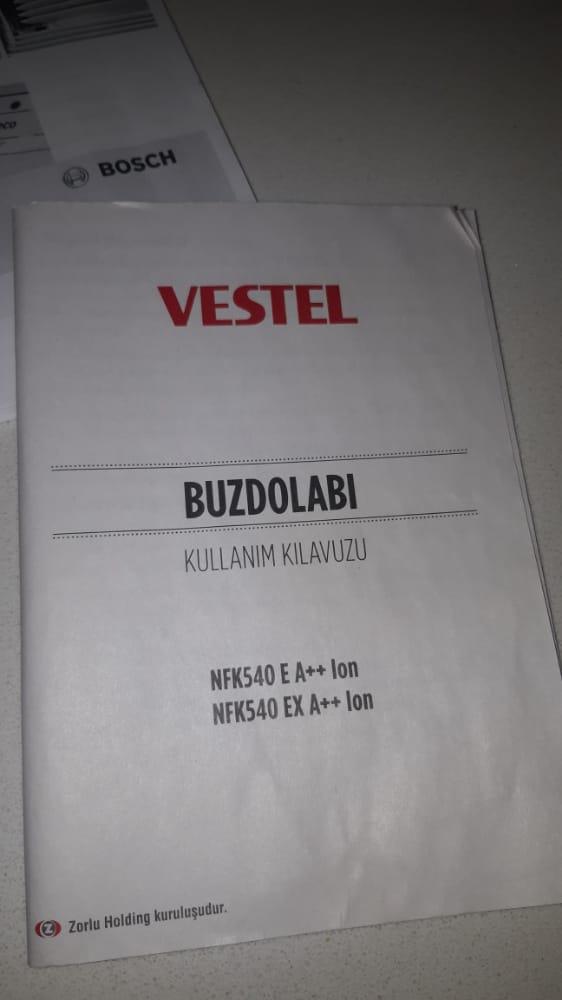 BOSCH
VESTEL
BUZDOLABI
KULLANIM KILAVUZU
NFK540 E A++ Ion
NFK540 EX A++ Ion
Z Zorlu Holding kuruluşudur.